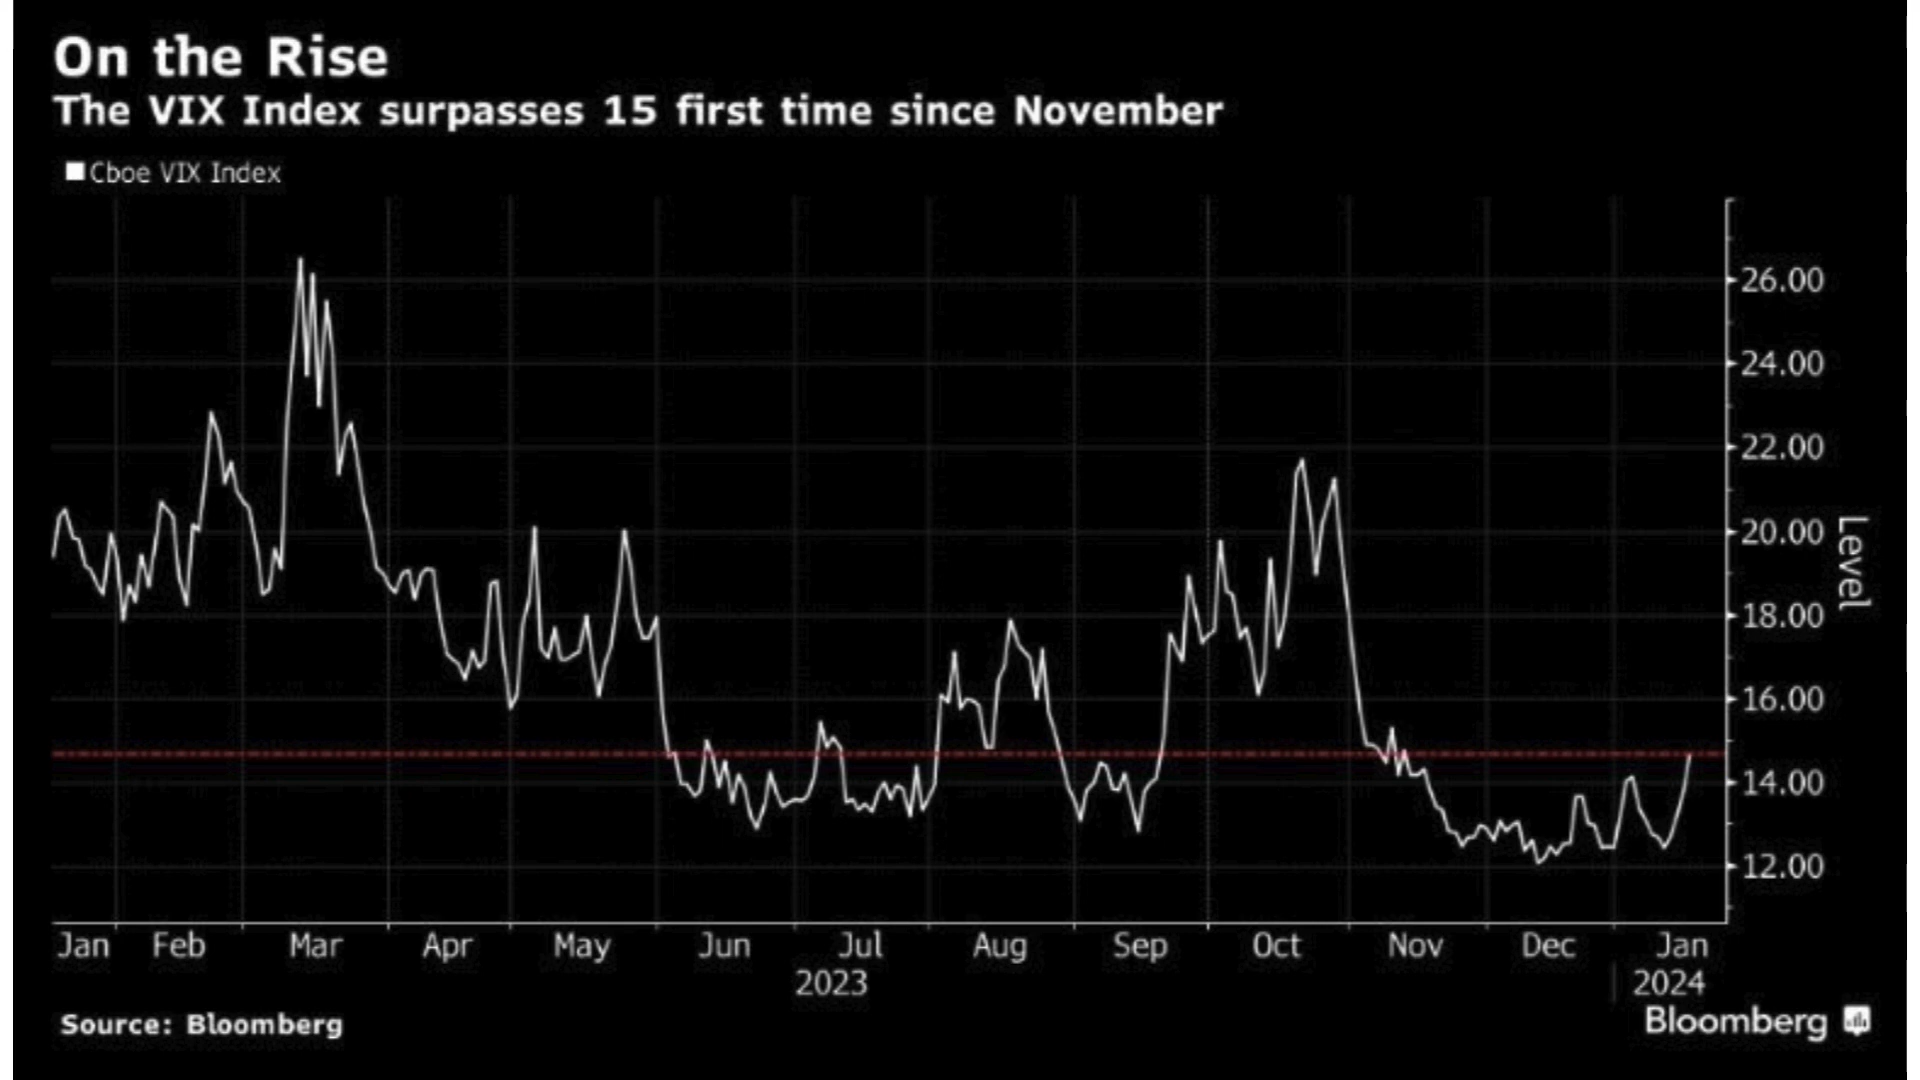 On the Rise
The VIX Index surpasses 15 first time since November
Cboe VIX Index
26.00
24.00
22.00
20.00
18.00
16.00
14.00
12.00
Level
Jan Feb Mar Apr May Jun Jul Aug Sep Oct Nov Dec Jan
2023 2024
Source: Bloomberg
Bloomberg